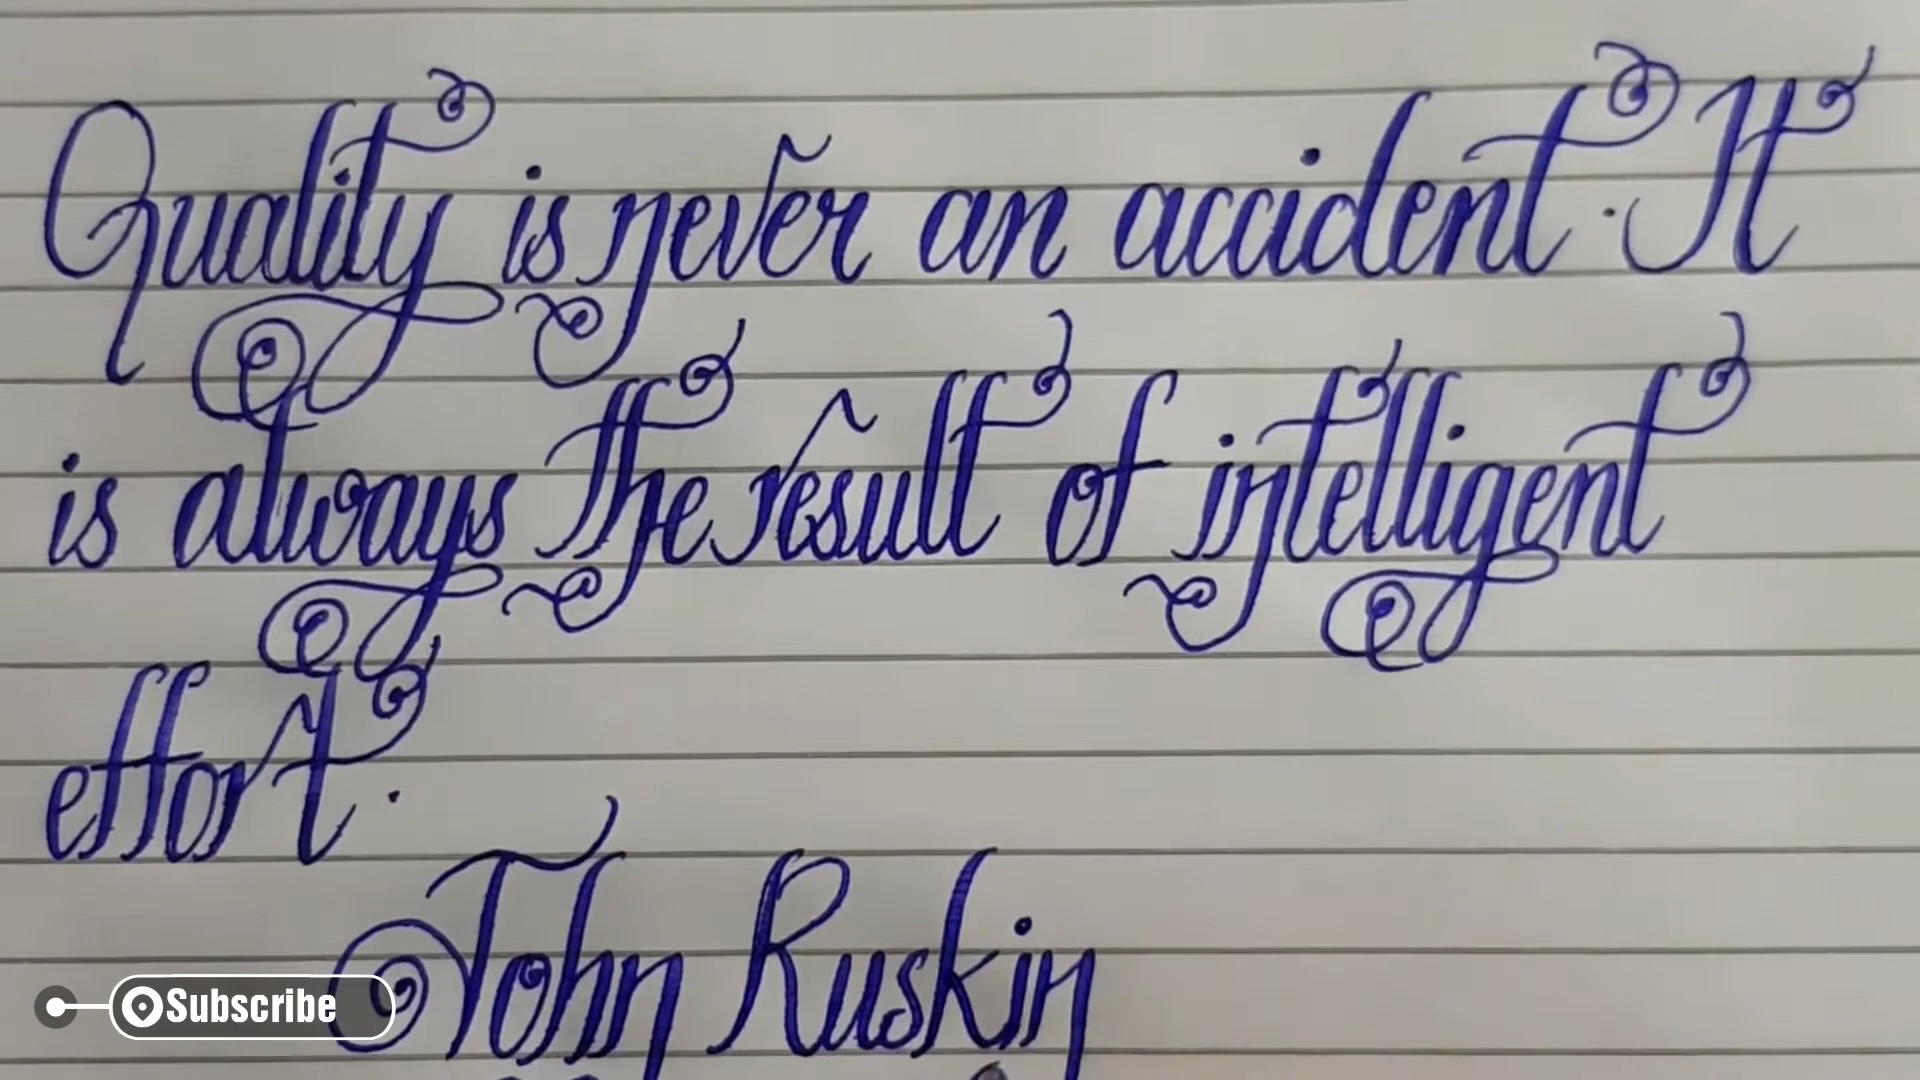 Quality is never an accident. It
is always the result of intelligent
effort.
John Ruskin
Subscribe